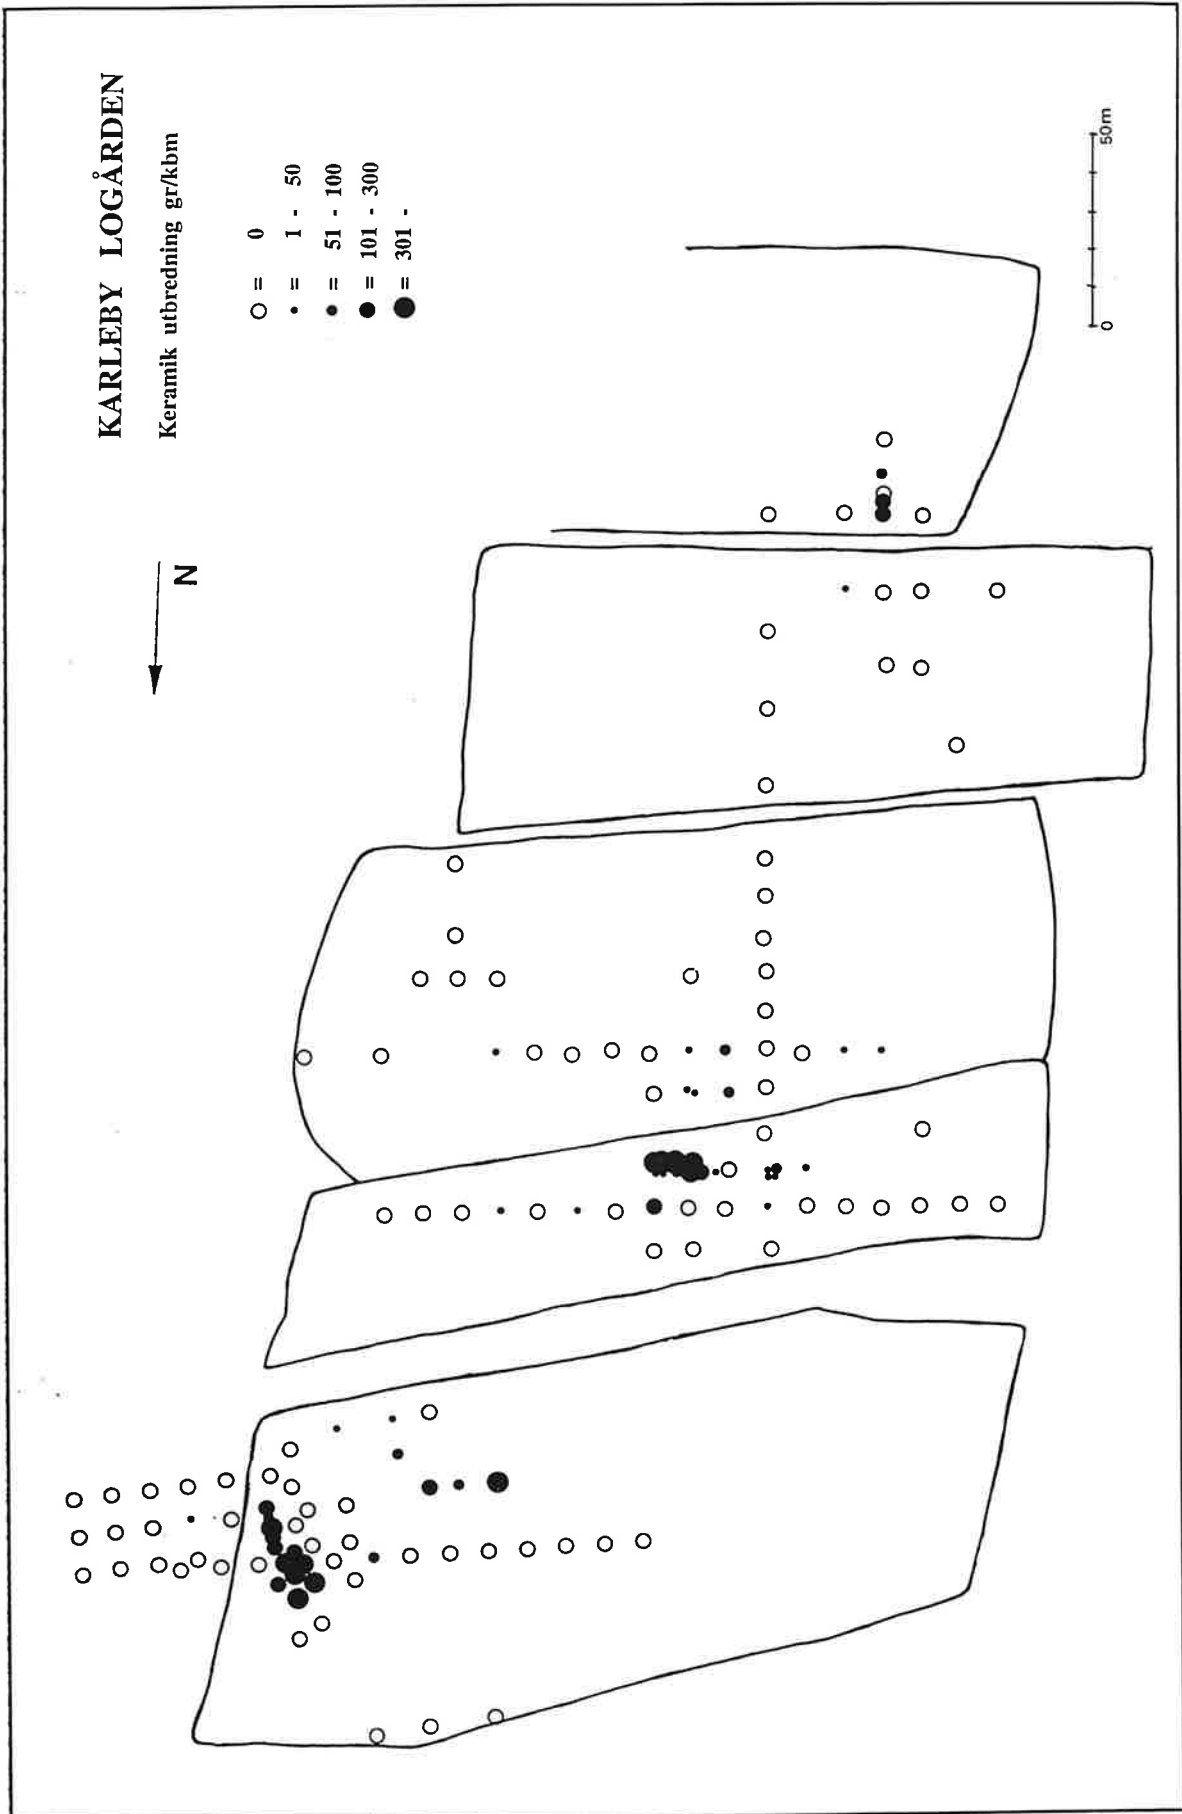 KARLEBY LOGÅRDEN
Keramik utbredning gr/kbm
= 0
= 1 - 50
= 51 - 100
= 101 - 300
= 301 -
N
0 50m